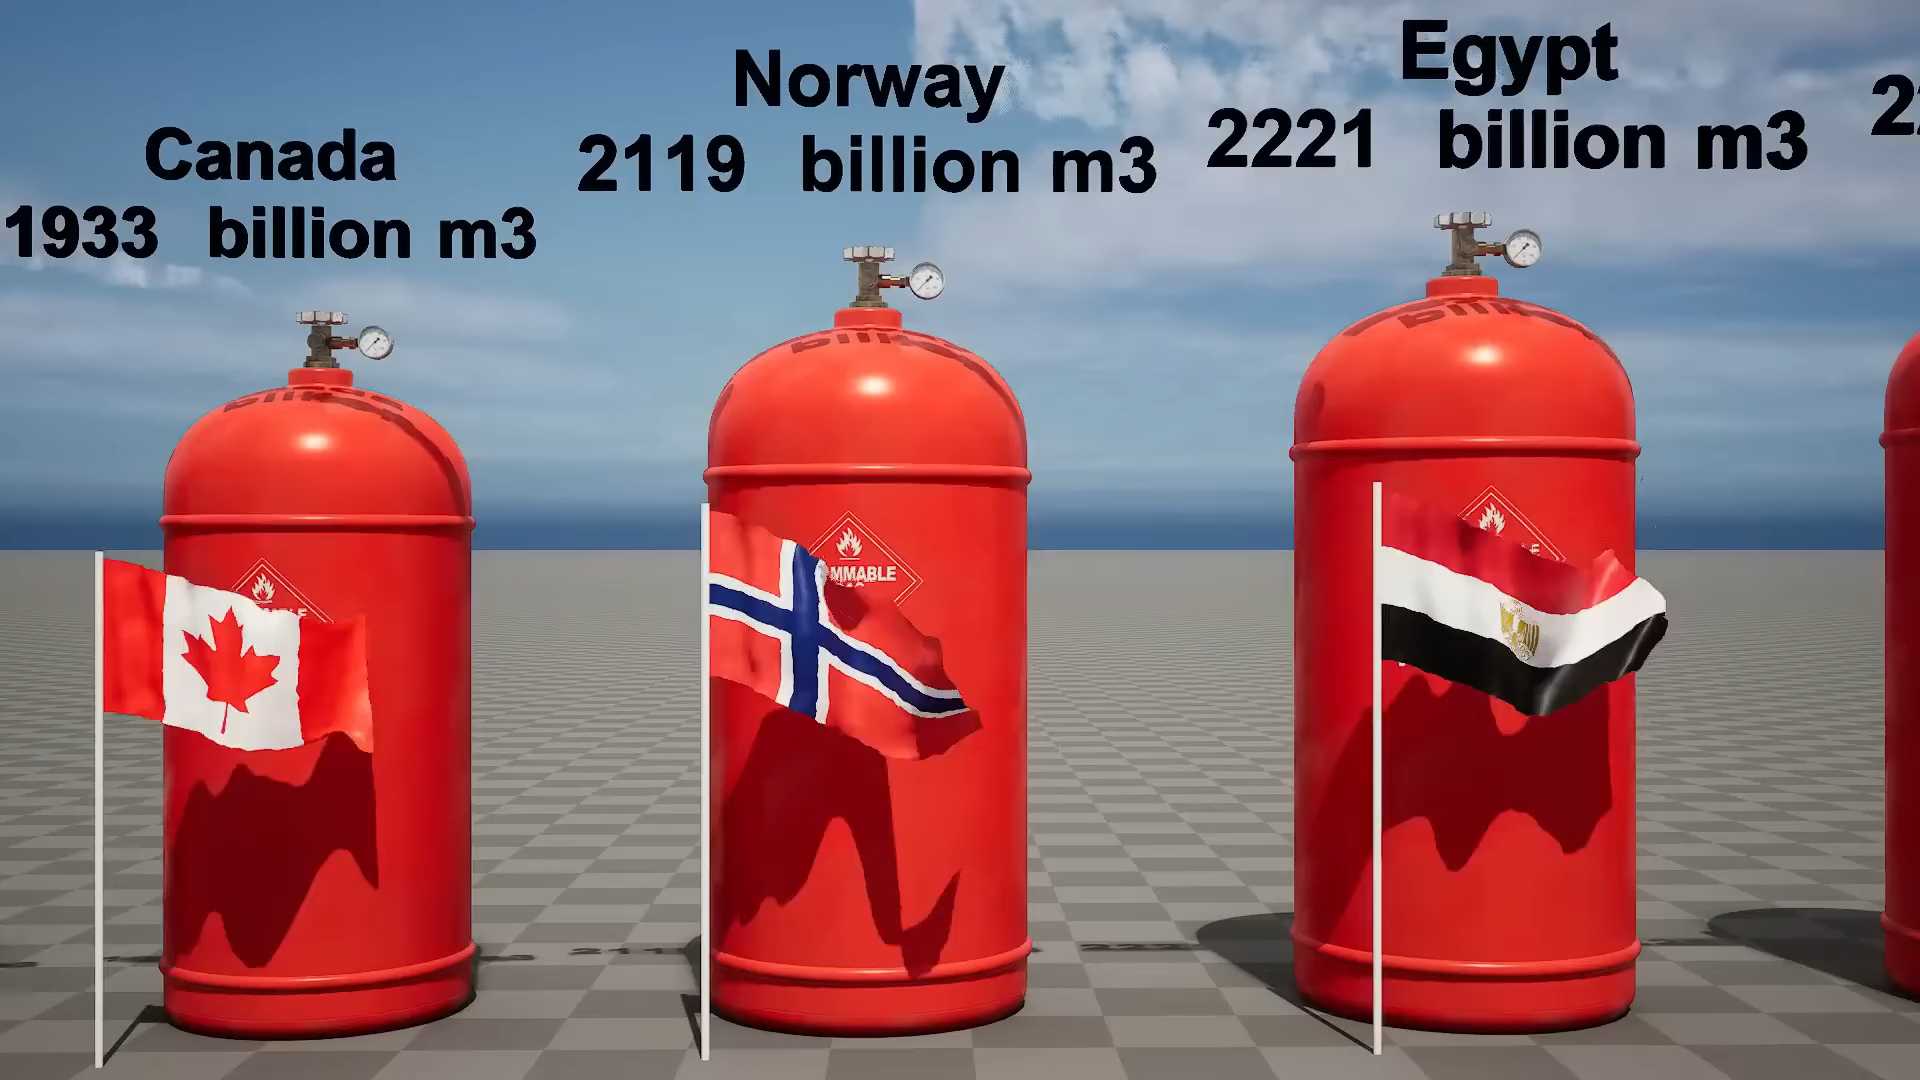 Canada
1933 billion m3
Norway
2119 billion m3
Egypt
2221 billion m3